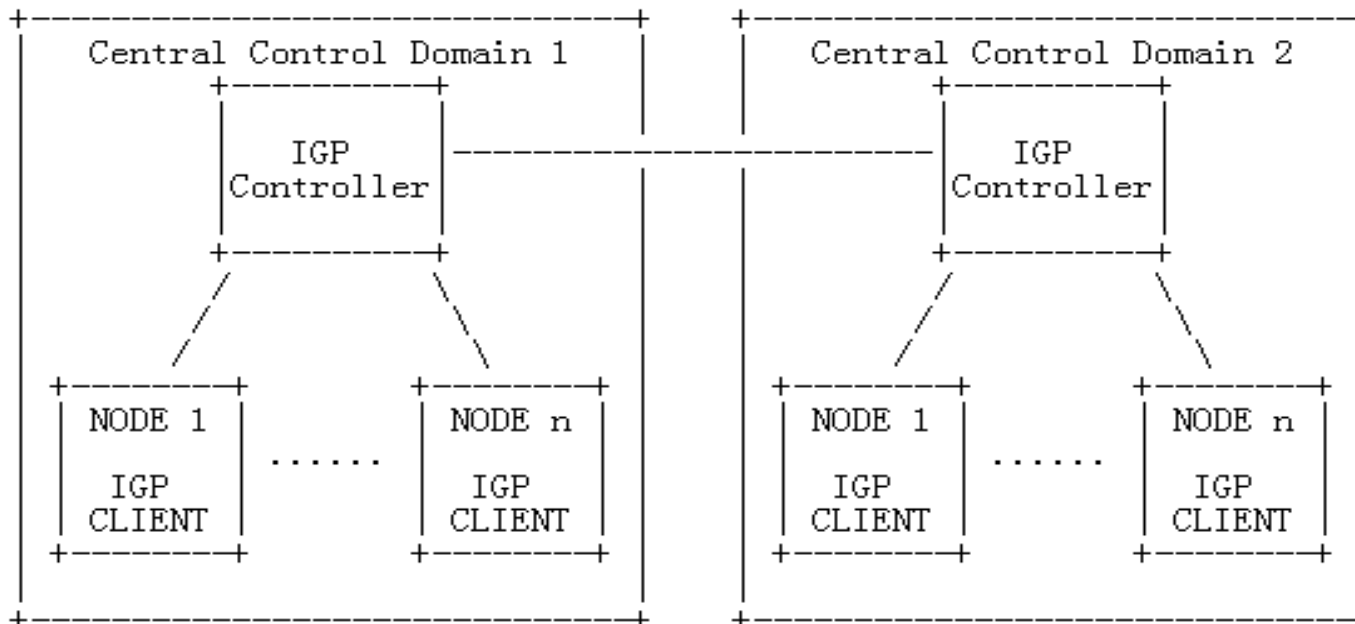 Central Control Domain 1
Central Control Domain 2
IGP
Controller
IGP
Controller
NODE 1
IGP
CLIENT
......
NODE n
IGP
CLIENT
NODE 1
IGP
CLIENT
......
NODE n
IGP
CLIENT